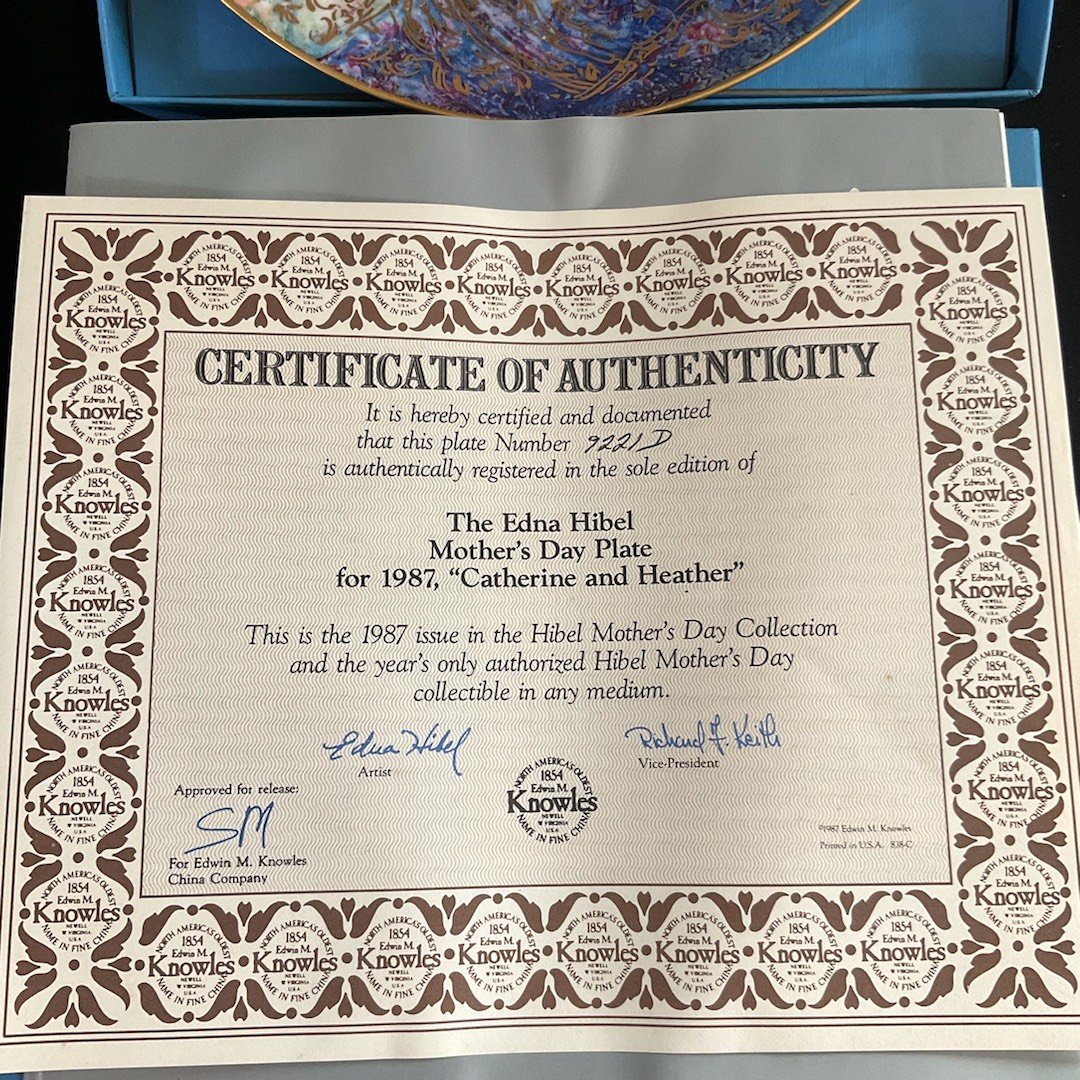 CERTIFICATE OF AUTHENTICITY
It is hereby certified and documented
that this plate Number 9221D
is authentically registered in the sole edition of
The Edna Hibel
Mother's Day Plate
for 1987, "Catherine and Heather"
This is the 1987 issue in the Hibel Mother's Day Collection
and the year's only authorized Hibel Mother's Day
collectible in any medium.
Edna Hibel
Artist
Richard F. Keith
Vice-President
NORTH AMERICA'S OLDEST
1854
Edwin M.
Knowles
NEWELL
W VIRGINIA
U.S.A.
NAME IN FINE CHINA
Approved for release:
SM
For Edwin M. Knowles
China Company
©1987 Edwin M. Knowles
Printed in U.S.A. 838-C